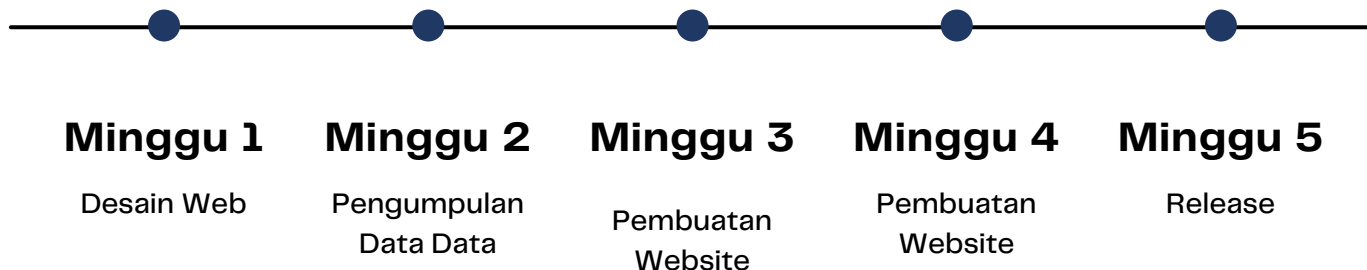 Minggu 1
Desain Web
Minggu 2
Pengumpulan
Data Data
Minggu 3
Pembuatan
Website
Minggu 4
Pembuatan
Website
Minggu 5
Release